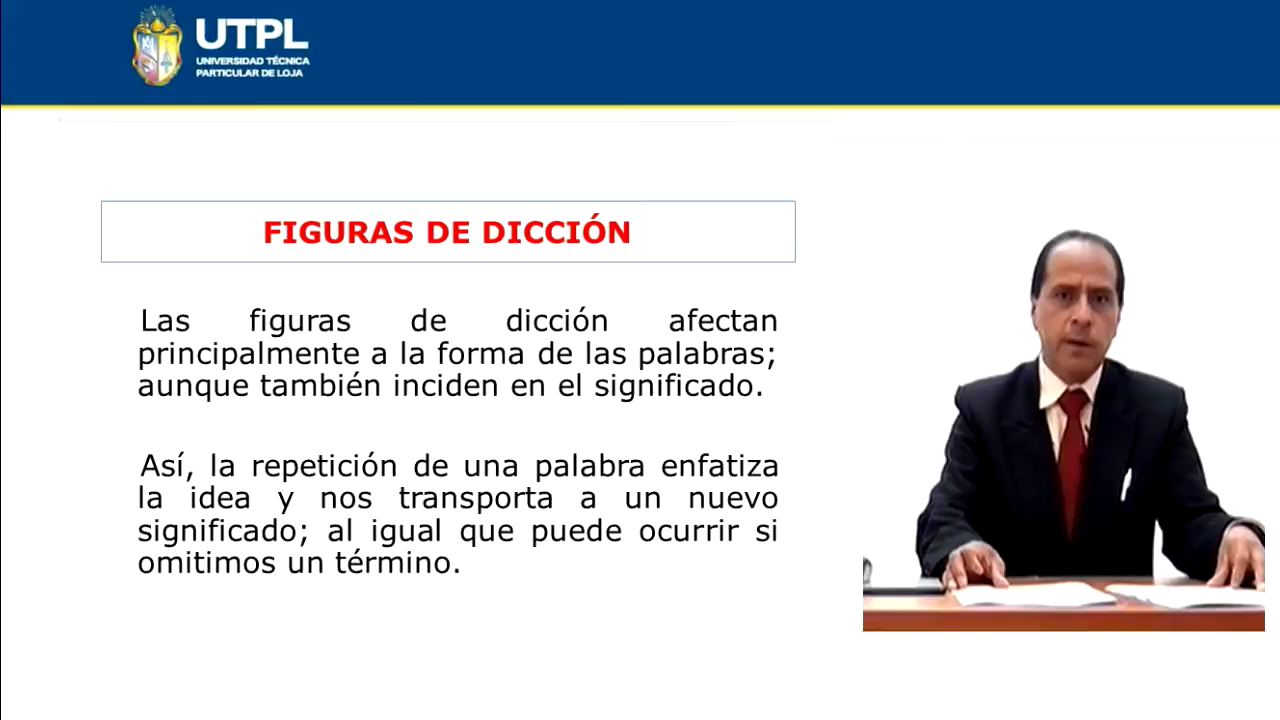 UTPL
UNIVERSIDAD TÉCNICA
PARTICULAR DE LOJA
FIGURAS DE DICCIÓN
Las figuras de dicción afectan
principalmente a la forma de las palabras;
aunque también inciden en el significado.
Así, la repetición de una palabra enfatiza
la idea y nos transporta a un nuevo
significado; al igual que puede ocurrir si
omitimos un término.